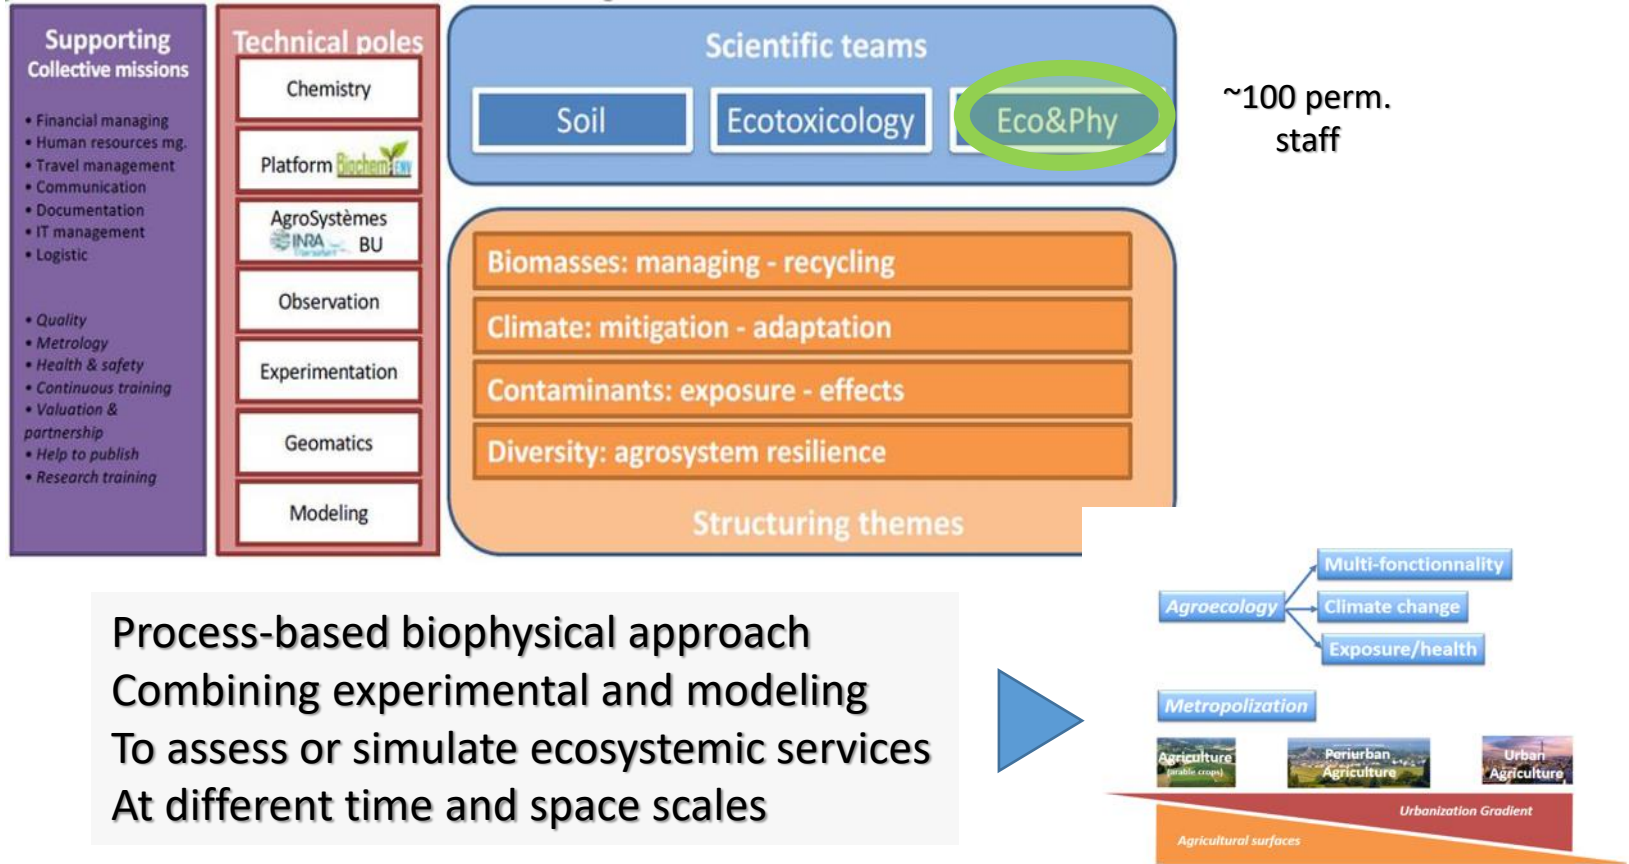 Supporting
Collective missions
• Financial managing
• Human resources mg.
• Travel management
• Communication
• Documentation
• IT management
• Logistic
• Quality
• Metrology
• Health & safety
• Continuous training
• Valuation &
partnership
• Help to publish
• Research training
Technical poles
Chemistry
Platform BiochemEnv
AgroSystèmes
INRA BU
Observation
Experimentation
Geomatics
Modeling
Scientific teams
Soil
Ecotoxicology
Eco&Phy
~100 perm.
staff
Biomasses: managing - recycling
Climate: mitigation - adaptation
Contaminants: exposure - effects
Diversity: agrosystem resilience
Structuring themes
Process-based biophysical approach
Combining experimental and modeling
To assess or simulate ecosystemic services
At different time and space scales
Agroecology
Multi-fonctionnality
Climate change
Exposure/health
Metropolization
Agriculture
(arable crops)
Periurban
Agriculture
Urban
Agriculture
Urbanization Gradient
Agricultural surfaces